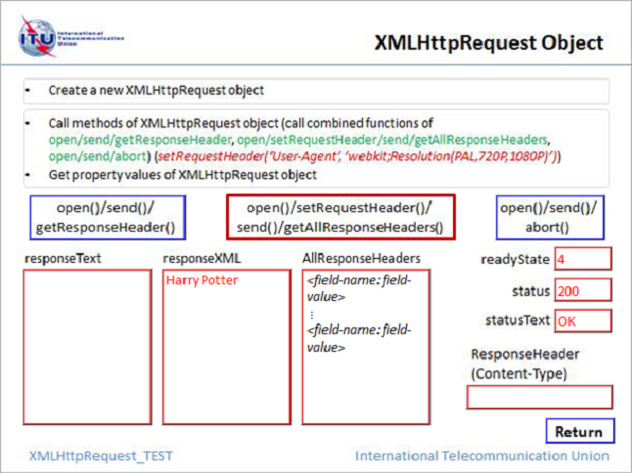 ITU International
Telecommunication
Union
XMLHttpRequest Object
• Create a new XMLHttpRequest object
• Call methods of XMLHttpRequest object (call combined functions of
open/send/getResponseHeader, open/setRequestHeader/send/getAllResponseHeaders,
open/send/abort) (setRequestHeader('User-Agent', 'webkit;Resolution(PAL,720P,1080P)'))
• Get property values of XMLHttpRequest object
open()/send()/
getResponseHeader()
open()/setRequestHeader()/
send()/getAllResponseHeaders()
open()/send()/
abort()
responseText
responseXML
Harry Potter
AllResponseHeaders
<field-name: field-
value>
⋮
<field-name: field-
value>
readyState 4
status 200
statusText OK
ResponseHeader
(Content-Type)
Return
XMLHttpRequest_TEST
International Telecommunication Union